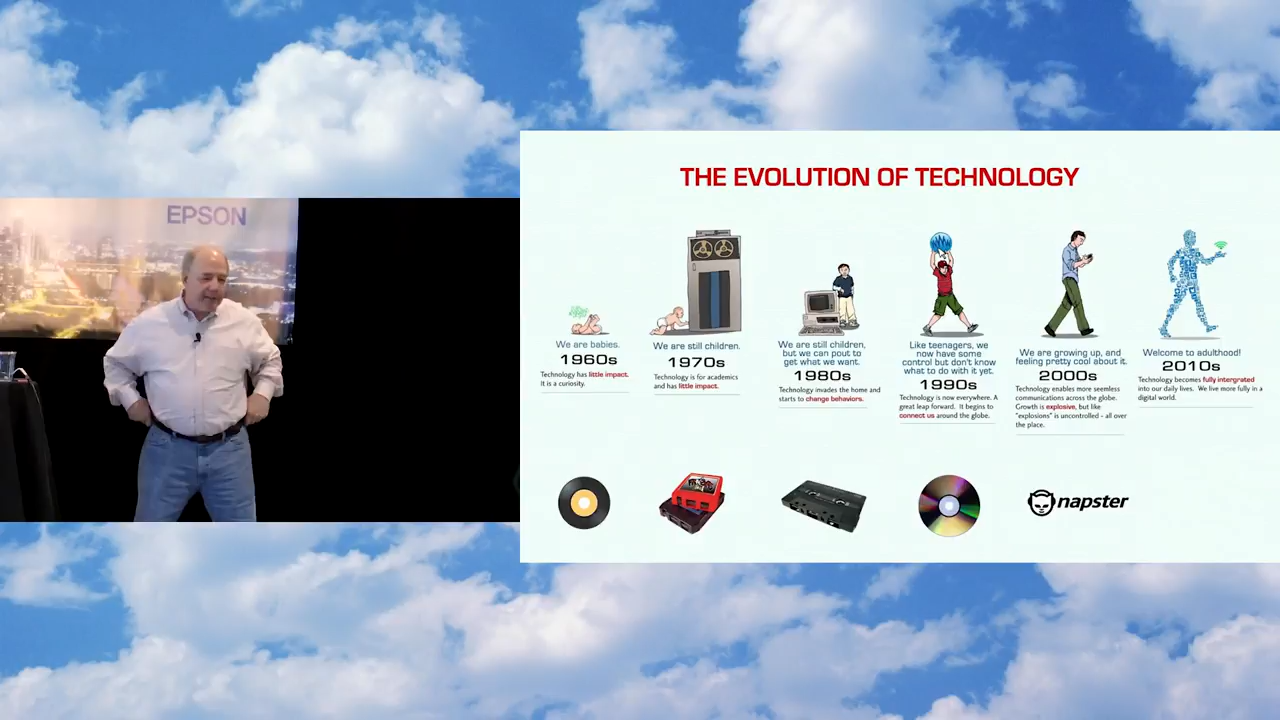 EPSON
THE EVOLUTION OF TECHNOLOGY
We are babies.
1960s
Technology has little impact.
It is a curiosity.
We are still children.
1970s
Technology is for academics
and has little impact.
We are still children,
but we can pout to
get what we want.
1980s
Technology invades the home and
starts to change behaviors.
Like teenagers, we
now have some
control but don't know
what to do with it yet.
1990s
Technology is now everywhere. A
great leap forward. It begins to
connect us around the globe.
We are growing up, and
feeling pretty cool about it.
2000s
Technology enables more seemless
communications across the globe.
Growth is explosive, but like
"explosions" is uncontrolled - all over
the place.
Welcome to adulthood!
2010s
Technology becomes fully intergrated
into our daily lives. We live more fully in a
digital world.
napster